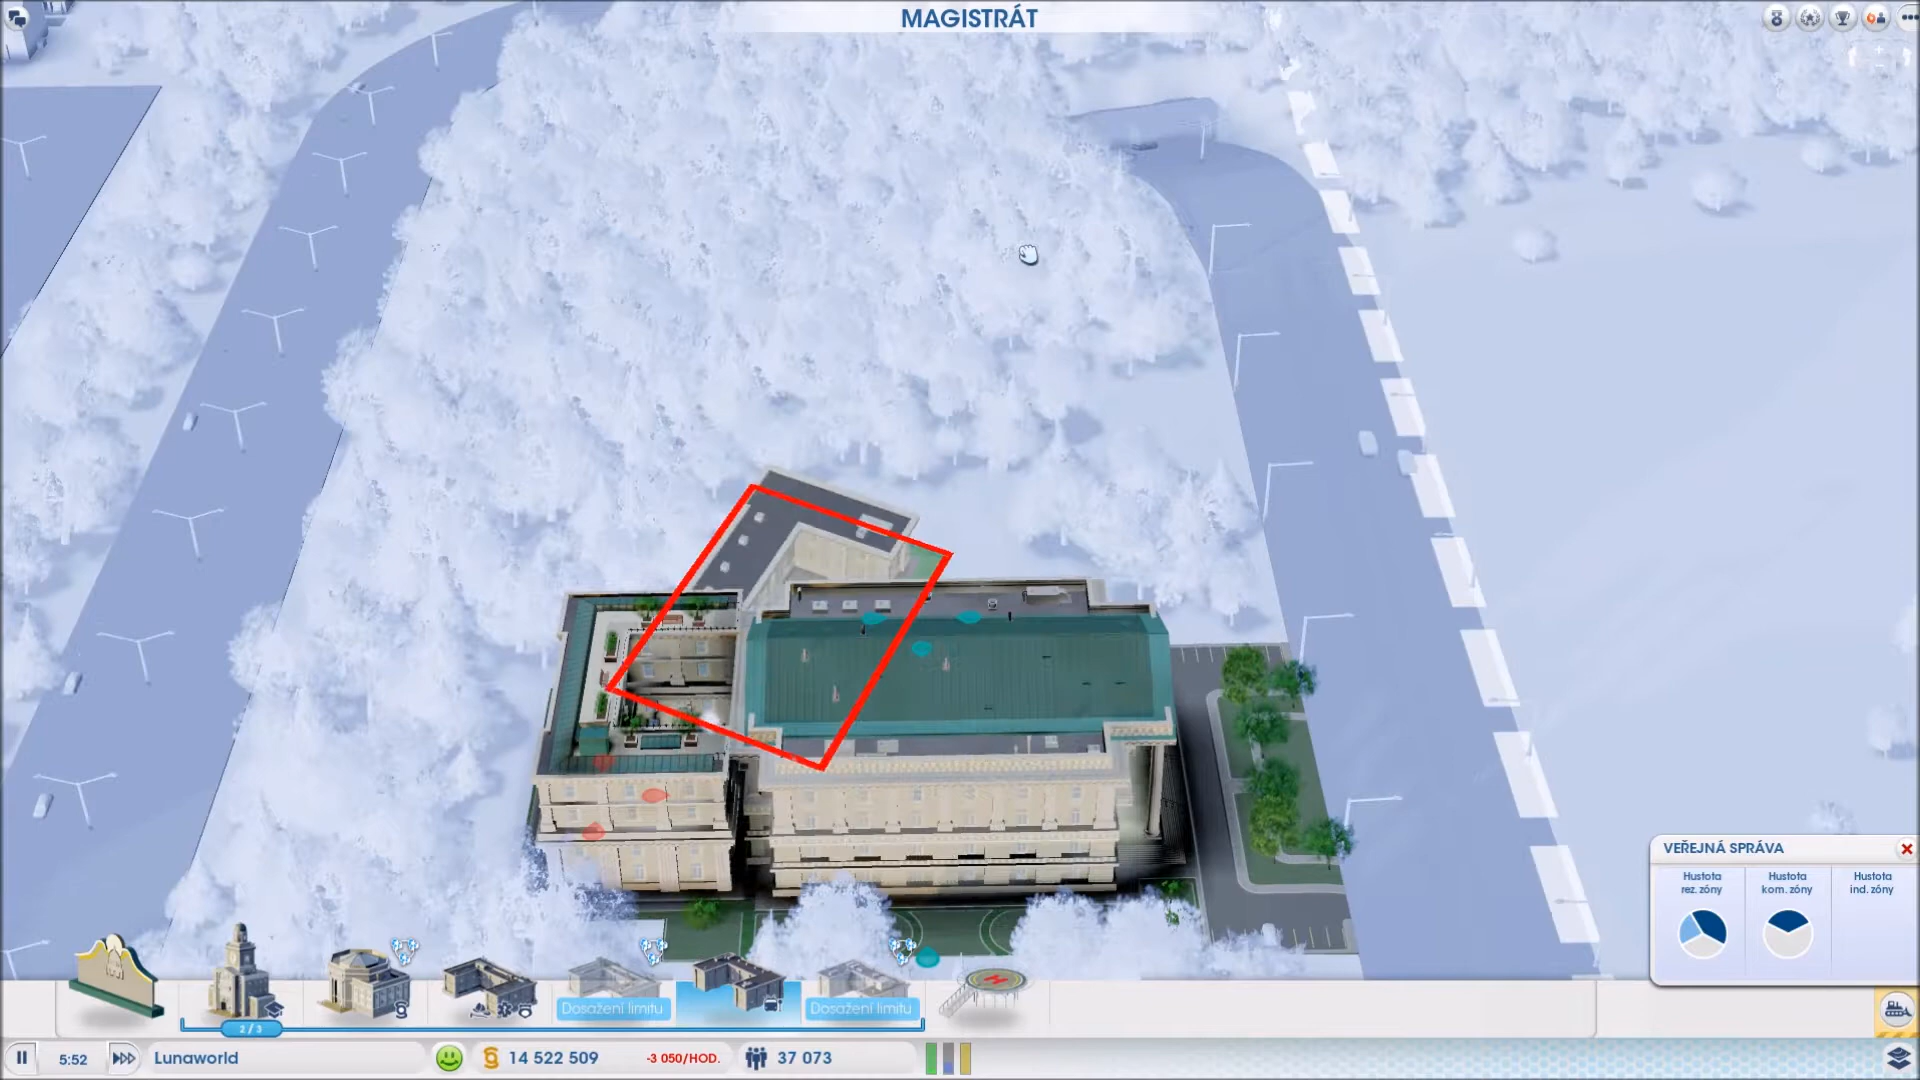 MAGISTRÁT
VEŘEJNÁ SPRÁVA
Hustota
rez. zóny
Hustota
kom. zóny
Hustota
ind. zóny
Dosažení limitu
Dosažení limitu
2 / 3
5:52
Lunaworld
14 522 509
-3 050/HOD.
37 073